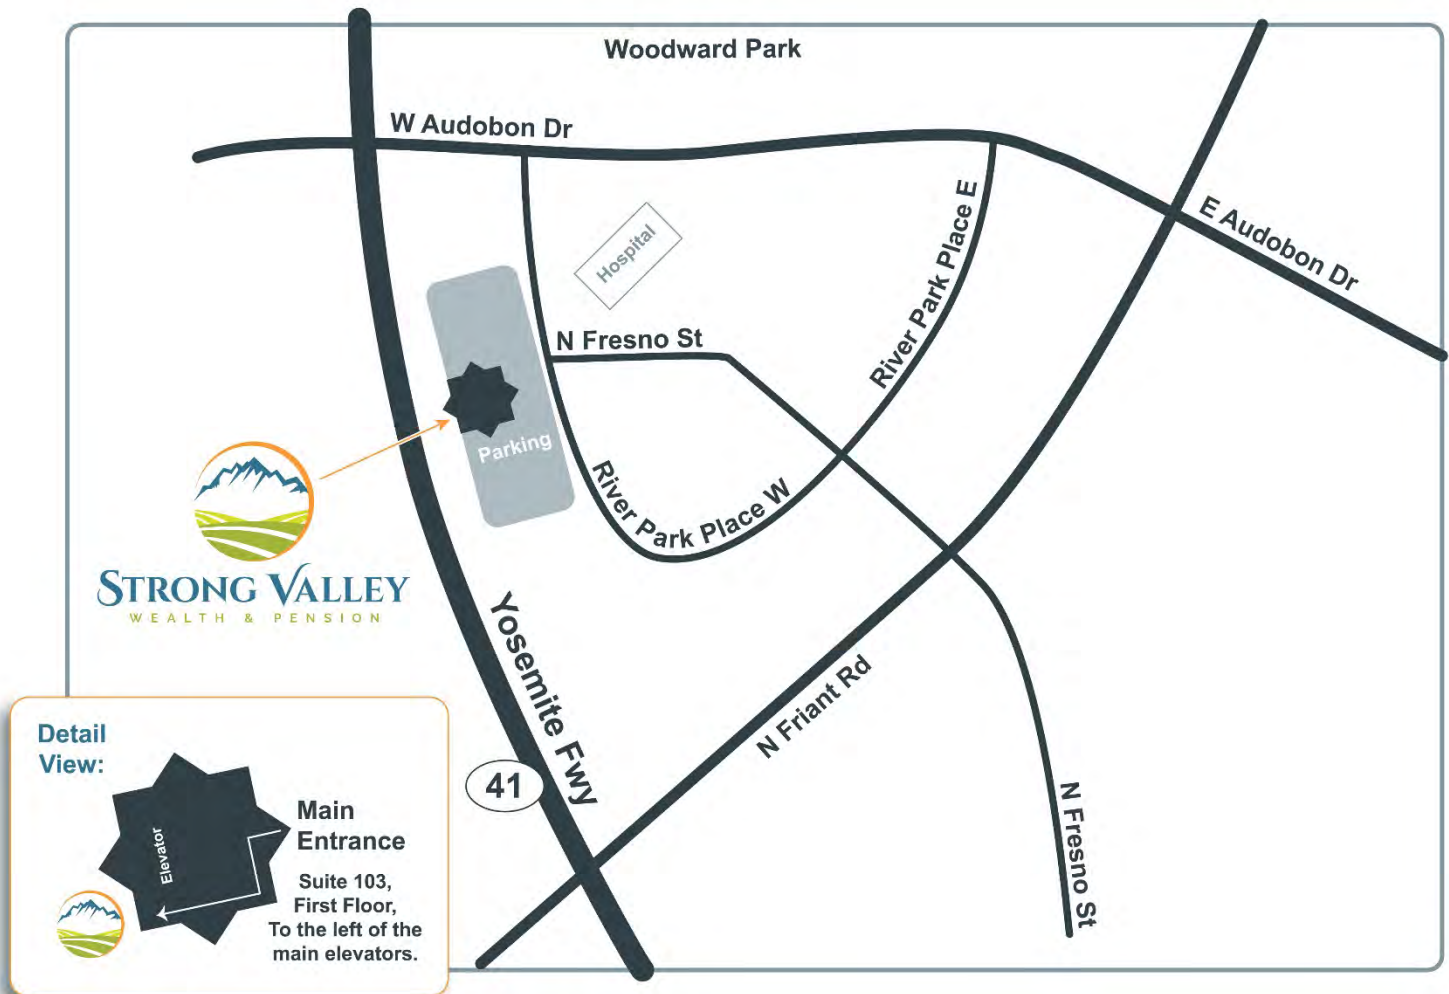 Woodward Park
W Audobon Dr
E Audobon Dr
River Park Place E
Hospital
N Fresno St
Parking
River Park Place W
STRONG VALLEY
WEALTH & PENSION
Yosemite Fwy
41
N Friant Rd
N Fresno St
Detail
View:
Elevator
Main
Entrance
Suite 103,
First Floor,
To the left of the
main elevators.